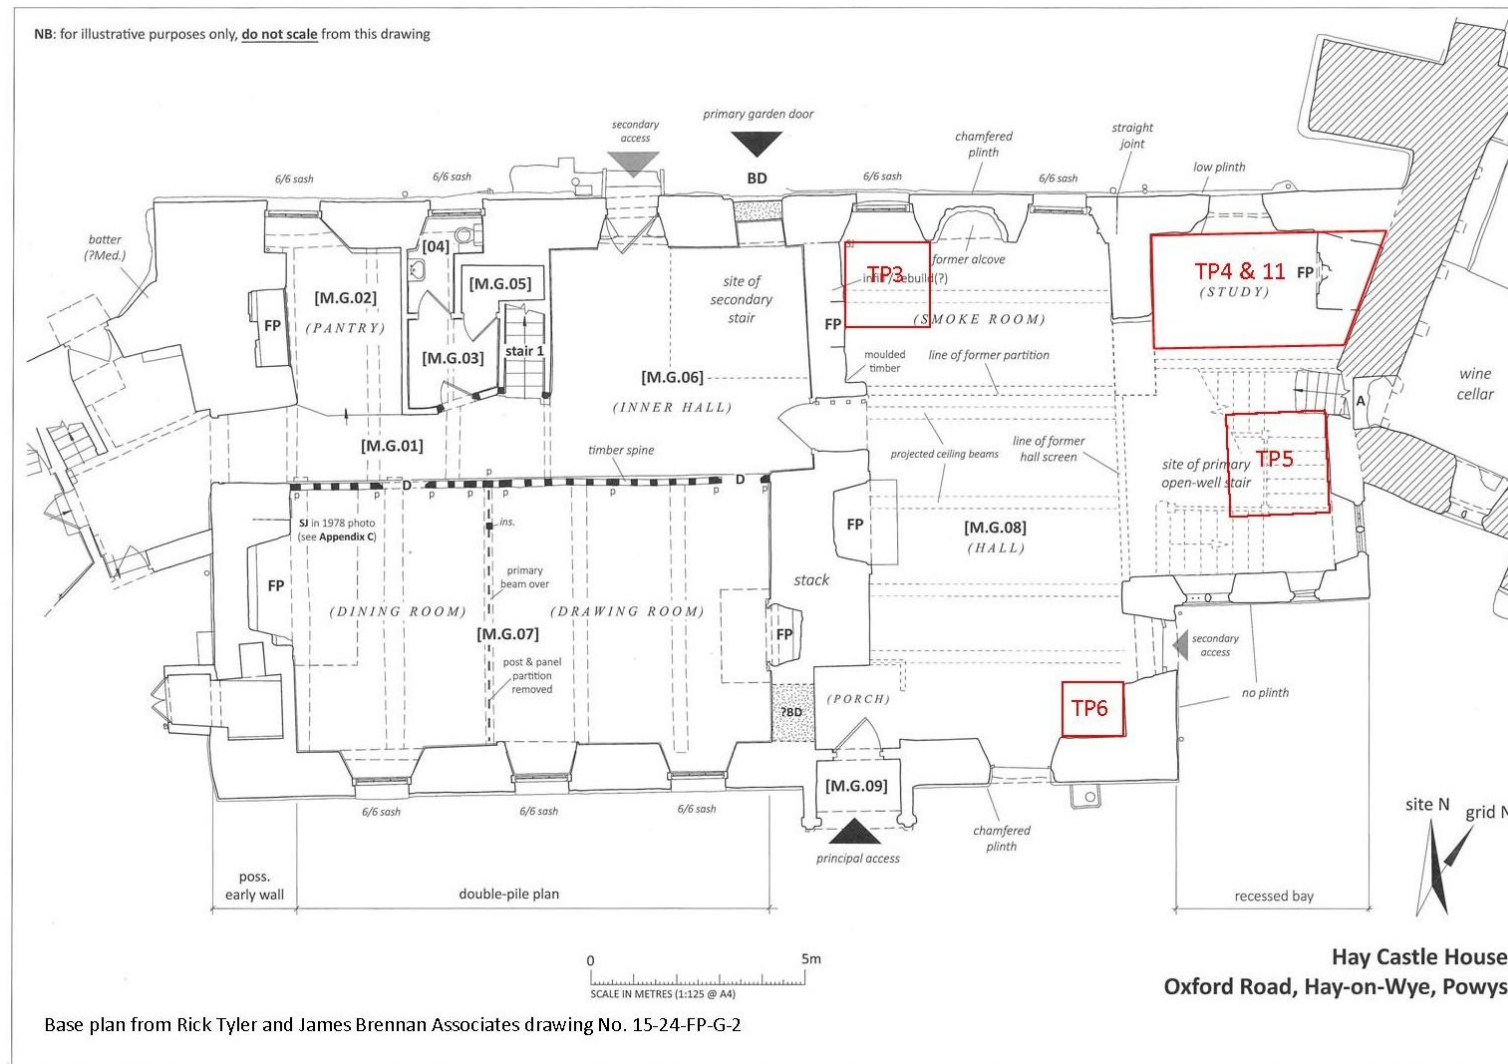 NB: for illustrative purposes only, do not scale from this drawing
primary garden door
secondary
access
BD
chamfered
plinth
straight
joint
low plinth
6/6 sash
6/6 sash
6/6 sash
6/6 sash
batter
(?Med.)
[04]
[M.G.05]
[M.G.02]
(PANTRY)
FP
[M.G.03]
stair 1
site of
secondary
stair
[M.G.06]
(INNER HALL)
SJ
TP3
former alcove
infill / rebuild(?)
FP
(SMOKE ROOM)
TP4 & 11
(STUDY)
FP
moulded
timber
line of former partition
wine
cellar
A
[M.G.01]
timber spine
projected ceiling beams
line of former
hall screen
TP5
site of primary
open-well stair
D
D
p
p
p
p
p
p
p
p
SJ in 1978 photo
(see Appendix C)
ins.
FP
[M.G.08]
(HALL)
FP
primary
beam over
stack
(DINING ROOM)
(DRAWING ROOM)
[M.G.07]
FP
secondary
access
post & panel
partition
removed
no plinth
?BD
(PORCH)
TP6
[M.G.09]
6/6 sash
6/6 sash
6/6 sash
principal access
chamfered
plinth
site N
grid N
poss.
early wall
double-pile plan
recessed bay
0
5m
SCALE IN METRES (1:125 @ A4)
Hay Castle House
Oxford Road, Hay-on-Wye, Powys
Base plan from Rick Tyler and James Brennan Associates drawing No. 15-24-FP-G-2